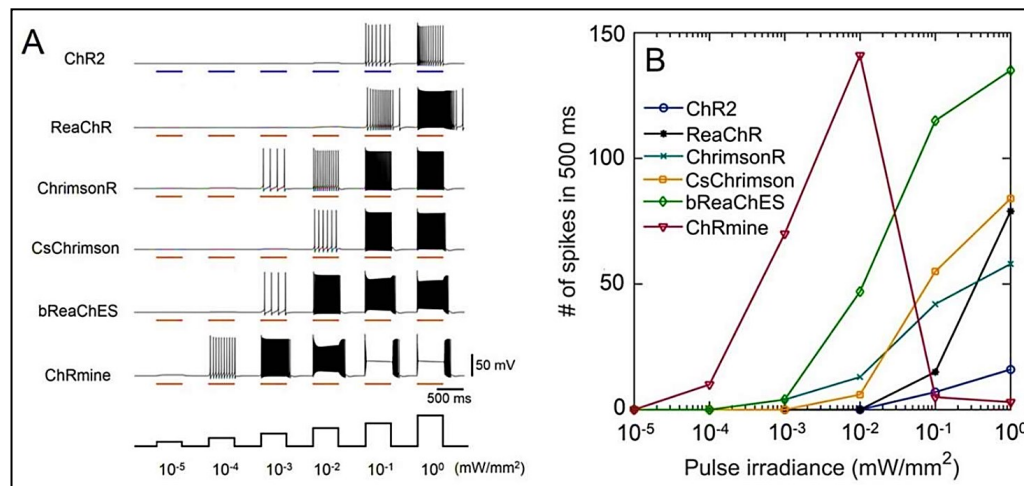 A
ChR2
ReaChR
ChrimsonR
CsChrimson
bReaChES
ChRmine
50 mV
500 ms
10-5 10-4 10-3 10-2 10-1 100 (mW/mm2)
B
# of spikes in 500 ms
150
100
50
0
ChR2
ReaChR
ChrimsonR
CsChrimson
bReaChES
ChRmine
10-5 10-4 10-3 10-2 10-1 100
Pulse irradiance (mW/mm2)